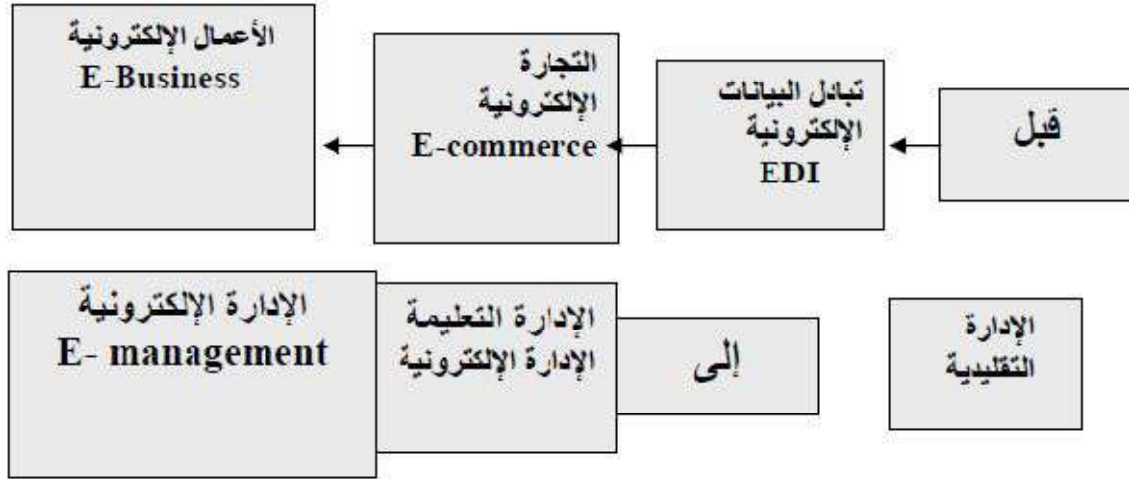 قبل
تبادل البيانات
الإلكترونية
EDI
التجارة
الإلكترونية
E-commerce
الأعمال الإلكترونية
E-Business
الإدارة
التقليدية
إلى
الإدارة التعليمة
الإدارة الإلكترونية
الإدارة الإلكترونية
E- management